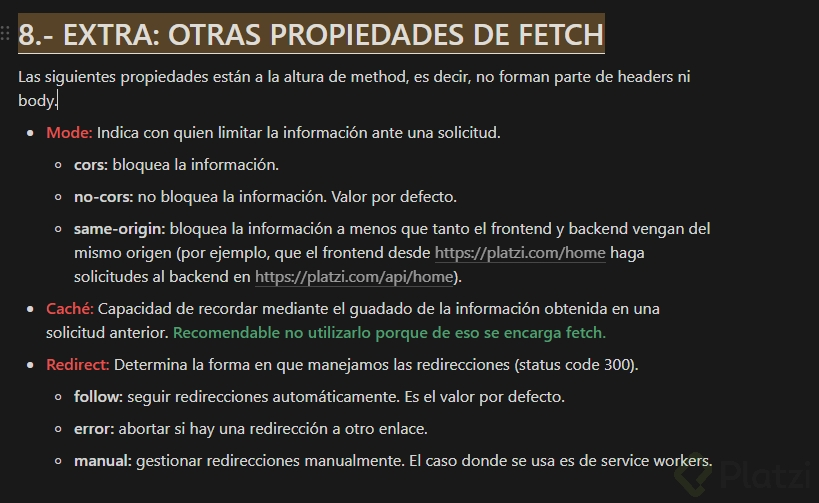 8.- EXTRA: OTRAS PROPIEDADES DE FETCH
Las siguientes propiedades están a la altura de method, es decir, no forman parte de headers ni
body.
Mode: Indica con quien limitar la información ante una solicitud.
cors: bloquea la información.
no-cors: no bloquea la información. Valor por defecto.
same-origin: bloquea la información a menos que tanto el frontend y backend vengan del
mismo origen (por ejemplo, que el frontend desde https://platzi.com/home haga
solicitudes al backend en https://platzi.com/api/home).
Caché: Capacidad de recordar mediante el guadado de la información obtenida en una
solicitud anterior. Recomendable no utilizarlo porque de eso se encarga fetch.
Redirect: Determina la forma en que manejamos las redirecciones (status code 300).
follow: seguir redirecciones automáticamente. Es el valor por defecto.
error: abortar si hay una redirección a otro enlace.
manual: gestionar redirecciones manualmente. El caso donde se usa es de service workers.
Platzi